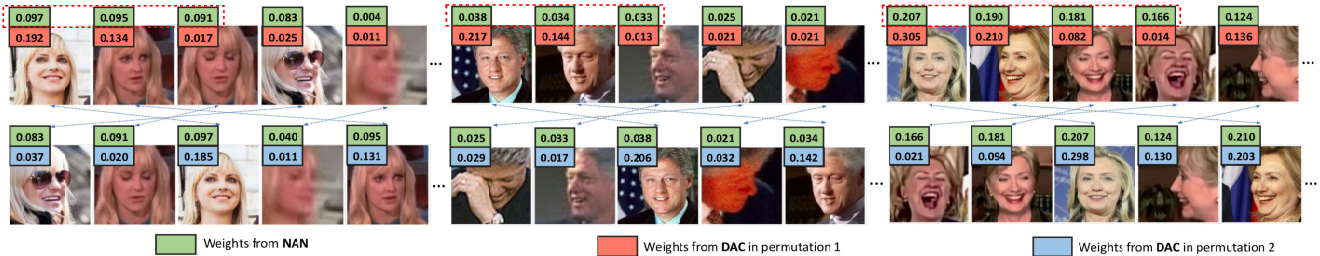 0.097 0.095 0.091 0.083 0.004 0.038 0.034 0.033 0.025 0.021 0.207 0.190 0.181 0.166 0.124
0.192 0.134 0.017 0.025 0.011 ... 0.217 0.144 0.013 0.021 0.021 ... 0.305 0.210 0.082 0.014 0.136 ...
0.083 0.091 0.097 0.040 0.095 0.025 0.033 0.038 0.021 0.034 0.166 0.181 0.207 0.124 0.210
0.037 0.020 0.185 0.011 0.131 ... 0.029 0.017 0.206 0.032 0.142 ... 0.021 0.094 0.298 0.130 0.203 ...
Weights from NAN Weights from DAC in permutation 1 Weights from DAC in permutation 2